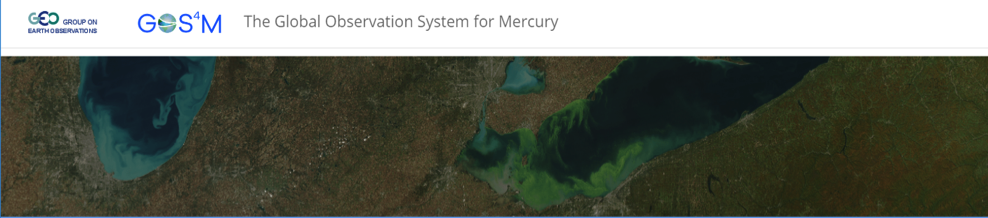 GEO GROUP ON
EARTH OBSERVATIONS
GOS4M
The Global Observation System for Mercury